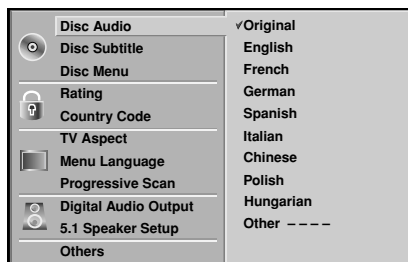 Disc Audio
Disc Subtitle
Disc Menu
Rating
Country Code
TV Aspect
Menu Language
Progressive Scan
Digital Audio Output
5.1 Speaker Setup
Others
✓Original
English
French
German
Spanish
Italian
Chinese
Polish
Hungarian
Other – – – –